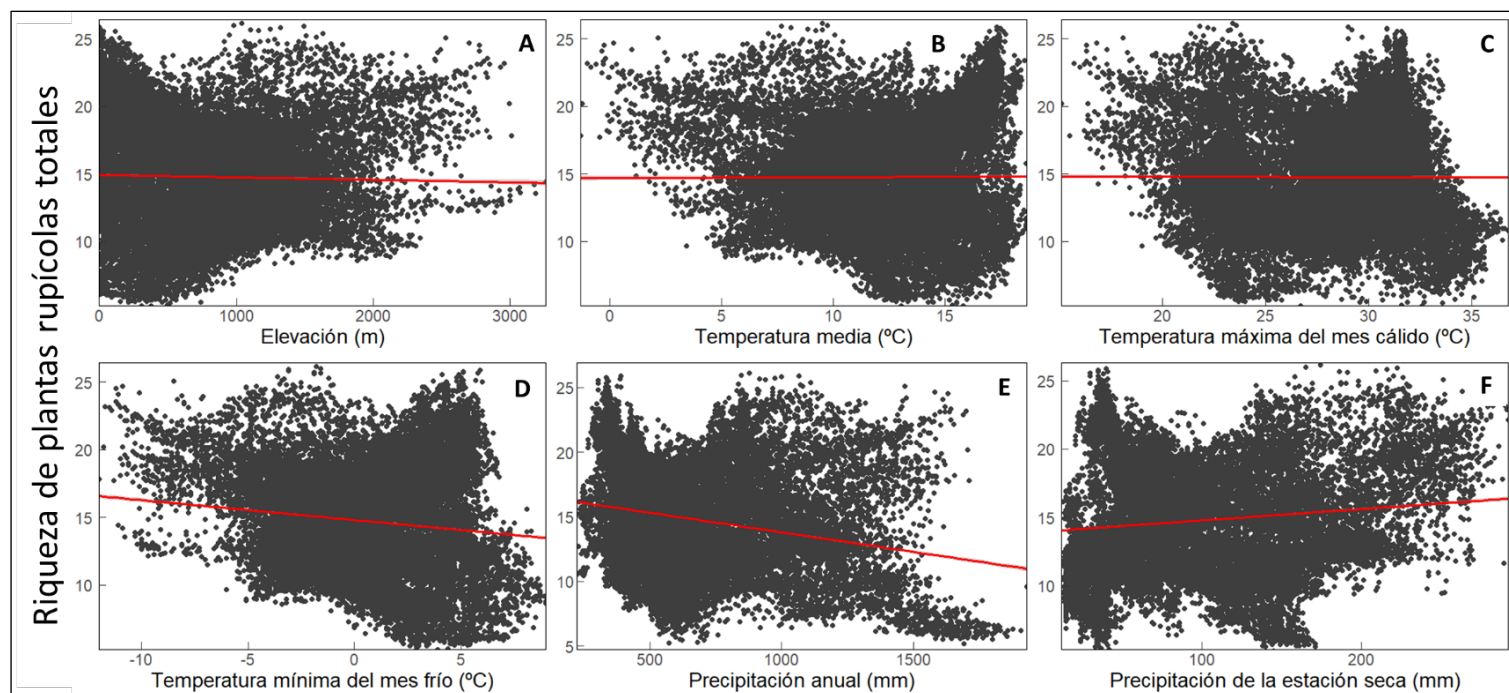 Riqueza de plantas rupícolas totales
A
25
20
15
10
0 1000 2000 3000
Elevación (m)
B
25
20
15
10
0 5 10 15
Temperatura media (ºC)
C
25
20
15
10
20 25 30 35
Temperatura máxima del mes cálido (ºC)
D
25
20
15
10
-10 -5 0 5
Temperatura mínima del mes frío (ºC)
E
25
20
15
10
5
500 1000 1500
Precipitación anual (mm)
F
25
20
15
10
100 200
Precipitación de la estación seca (mm)